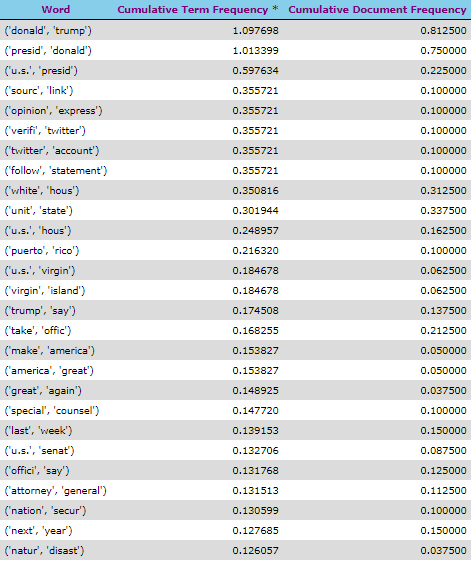 Word Cumulative Term Frequency * Cumulative Document Frequency
('donald', 'trump') 1.097698 0.812500
('presid', 'donald') 1.013399 0.750000
('u.s.', 'presid') 0.597634 0.225000
('sourc', 'link') 0.355721 0.100000
('opinion', 'express') 0.355721 0.100000
('verifi', 'twitter') 0.355721 0.100000
('twitter', 'account') 0.355721 0.100000
('follow', 'statement') 0.355721 0.100000
('white', 'hous') 0.350816 0.312500
('unit', 'state') 0.301944 0.337500
('u.s.', 'hous') 0.248957 0.162500
('puerto', 'rico') 0.216320 0.100000
('u.s.', 'virgin') 0.184678 0.062500
('virgin', 'island') 0.184678 0.062500
('trump', 'say') 0.174508 0.137500
('take', 'offic') 0.168255 0.212500
('make', 'america') 0.153827 0.050000
('america', 'great') 0.153827 0.050000
('great', 'again') 0.148925 0.037500
('special', 'counsel') 0.147720 0.100000
('last', 'week') 0.139153 0.150000
('u.s.', 'senat') 0.132706 0.087500
('offici', 'say') 0.131768 0.125000
('attorney', 'general') 0.131513 0.112500
('nation', 'secur') 0.130599 0.100000
('next', 'year') 0.127685 0.150000
('natur', 'disast') 0.126057 0.037500